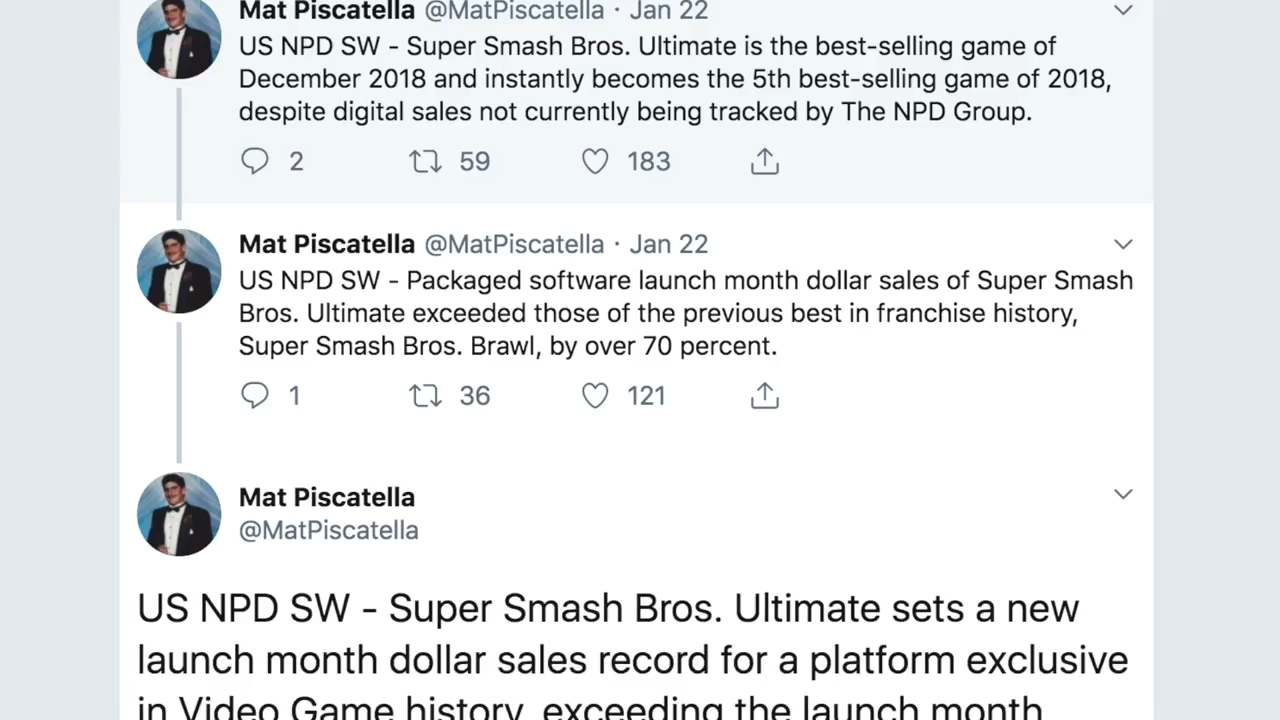 Mat Piscatella @MatPiscatella · Jan 22
US NPD SW - Super Smash Bros. Ultimate is the best-selling game of
December 2018 and instantly becomes the 5th best-selling game of 2018,
despite digital sales not currently being tracked by The NPD Group.
2 59 183
Mat Piscatella @MatPiscatella · Jan 22
US NPD SW - Packaged software launch month dollar sales of Super Smash
Bros. Ultimate exceeded those of the previous best in franchise history,
Super Smash Bros. Brawl, by over 70 percent.
1 36 121
Mat Piscatella
@MatPiscatella
US NPD SW - Super Smash Bros. Ultimate sets a new
launch month dollar sales record for a platform exclusive
in Video Game history, exceeding the launch month